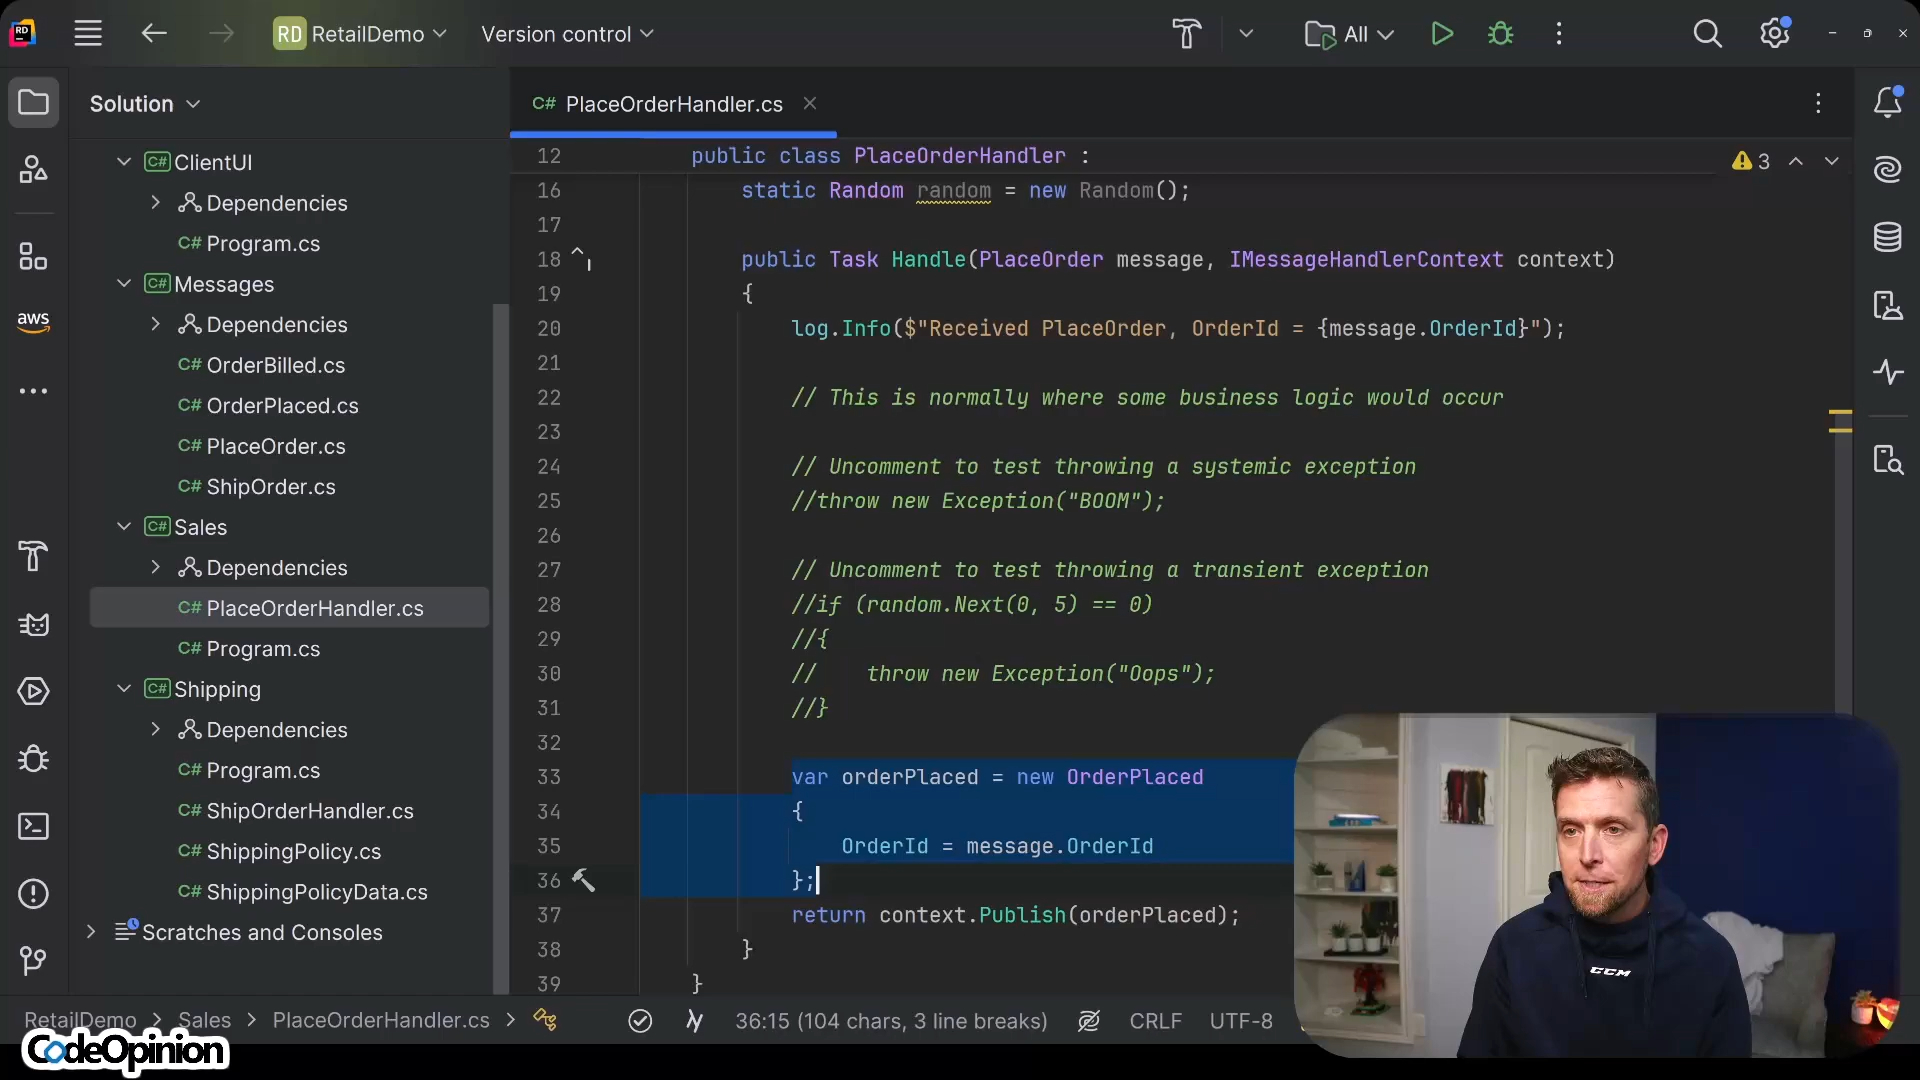 RD RetailDemo Version control All
Solution
ClientUI
Dependencies
C# Program.cs
Messages
Dependencies
C# OrderBilled.cs
C# OrderPlaced.cs
C# PlaceOrder.cs
C# ShipOrder.cs
C# Sales
Dependencies
C# PlaceOrderHandler.cs
C# Program.cs
C# Shipping
Dependencies
C# Program.cs
C# ShipOrderHandler.cs
C# ShippingPolicy.cs
C# ShippingPolicyData.cs
Scratches and Consoles
aws
C# PlaceOrderHandler.cs
3
12 public class PlaceOrderHandler :
16 static Random random = new Random();
17
18 public Task Handle(PlaceOrder message, IMessageHandlerContext context)
19 {
20 log.Info($"Received PlaceOrder, OrderId = {message.OrderId}");
21
22 // This is normally where some business logic would occur
23
24 // Uncomment to test throwing a systemic exception
25 //throw new Exception("BOOM");
26
27 // Uncomment to test throwing a transient exception
28 //if (random.Next(0, 5) == 0)
29 //{
30 // throw new Exception("Oops");
31 //}
32
33 var orderPlaced = new OrderPlaced
34 {
35 OrderId = message.OrderId
36 };
37 return context.Publish(orderPlaced);
38 }
39 }
RetailDemo > Sales > PlaceOrderHandler.cs > 36:15 (104 chars, 3 line breaks) CRLF UTF-8
CodeOpinion
CCM